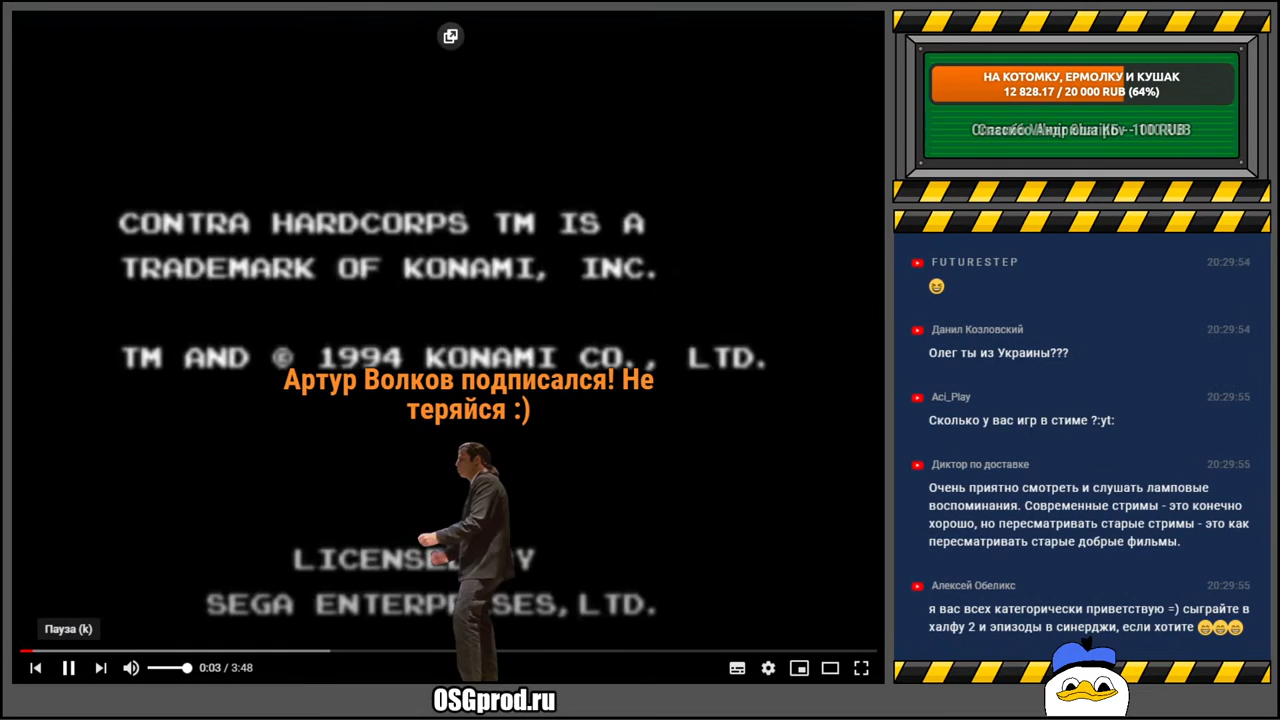 CONTRA HARDCORPS TM IS A
TRADEMARK OF KONAMI, INC.
TM AND © 1994 KONAMI CO., LTD.
Артур Волков подписался! Не
теряйся :)
SEGA LTD.
Пауза (k)
0:03 / 3:48
OSGprod.ru
НА КОТОМКУ, ЕРМОЛКУ И КУШАК
12 828.17 / 20 000 RUB (64%)
FUTURESTEP 20:29:54
Данил Козловский 20:29:54
Олег ты из Украины???
Aci_Play 20:29:55
Сколько у вас игр в стиме ?:yt:
Диктор по доставке 20:29:55
Очень приятно смотреть и слушать ламповые
воспоминания. Современные стримы - это конечно
хорошо, но пересматривать старые стримы - это как
пересматривать старые добрые фильмы.
Алексей Обеликс 20:29:55
я вас всех категорически приветствую =) сыграйте в
халфу 2 и эпизоды в синерджи, если хотите